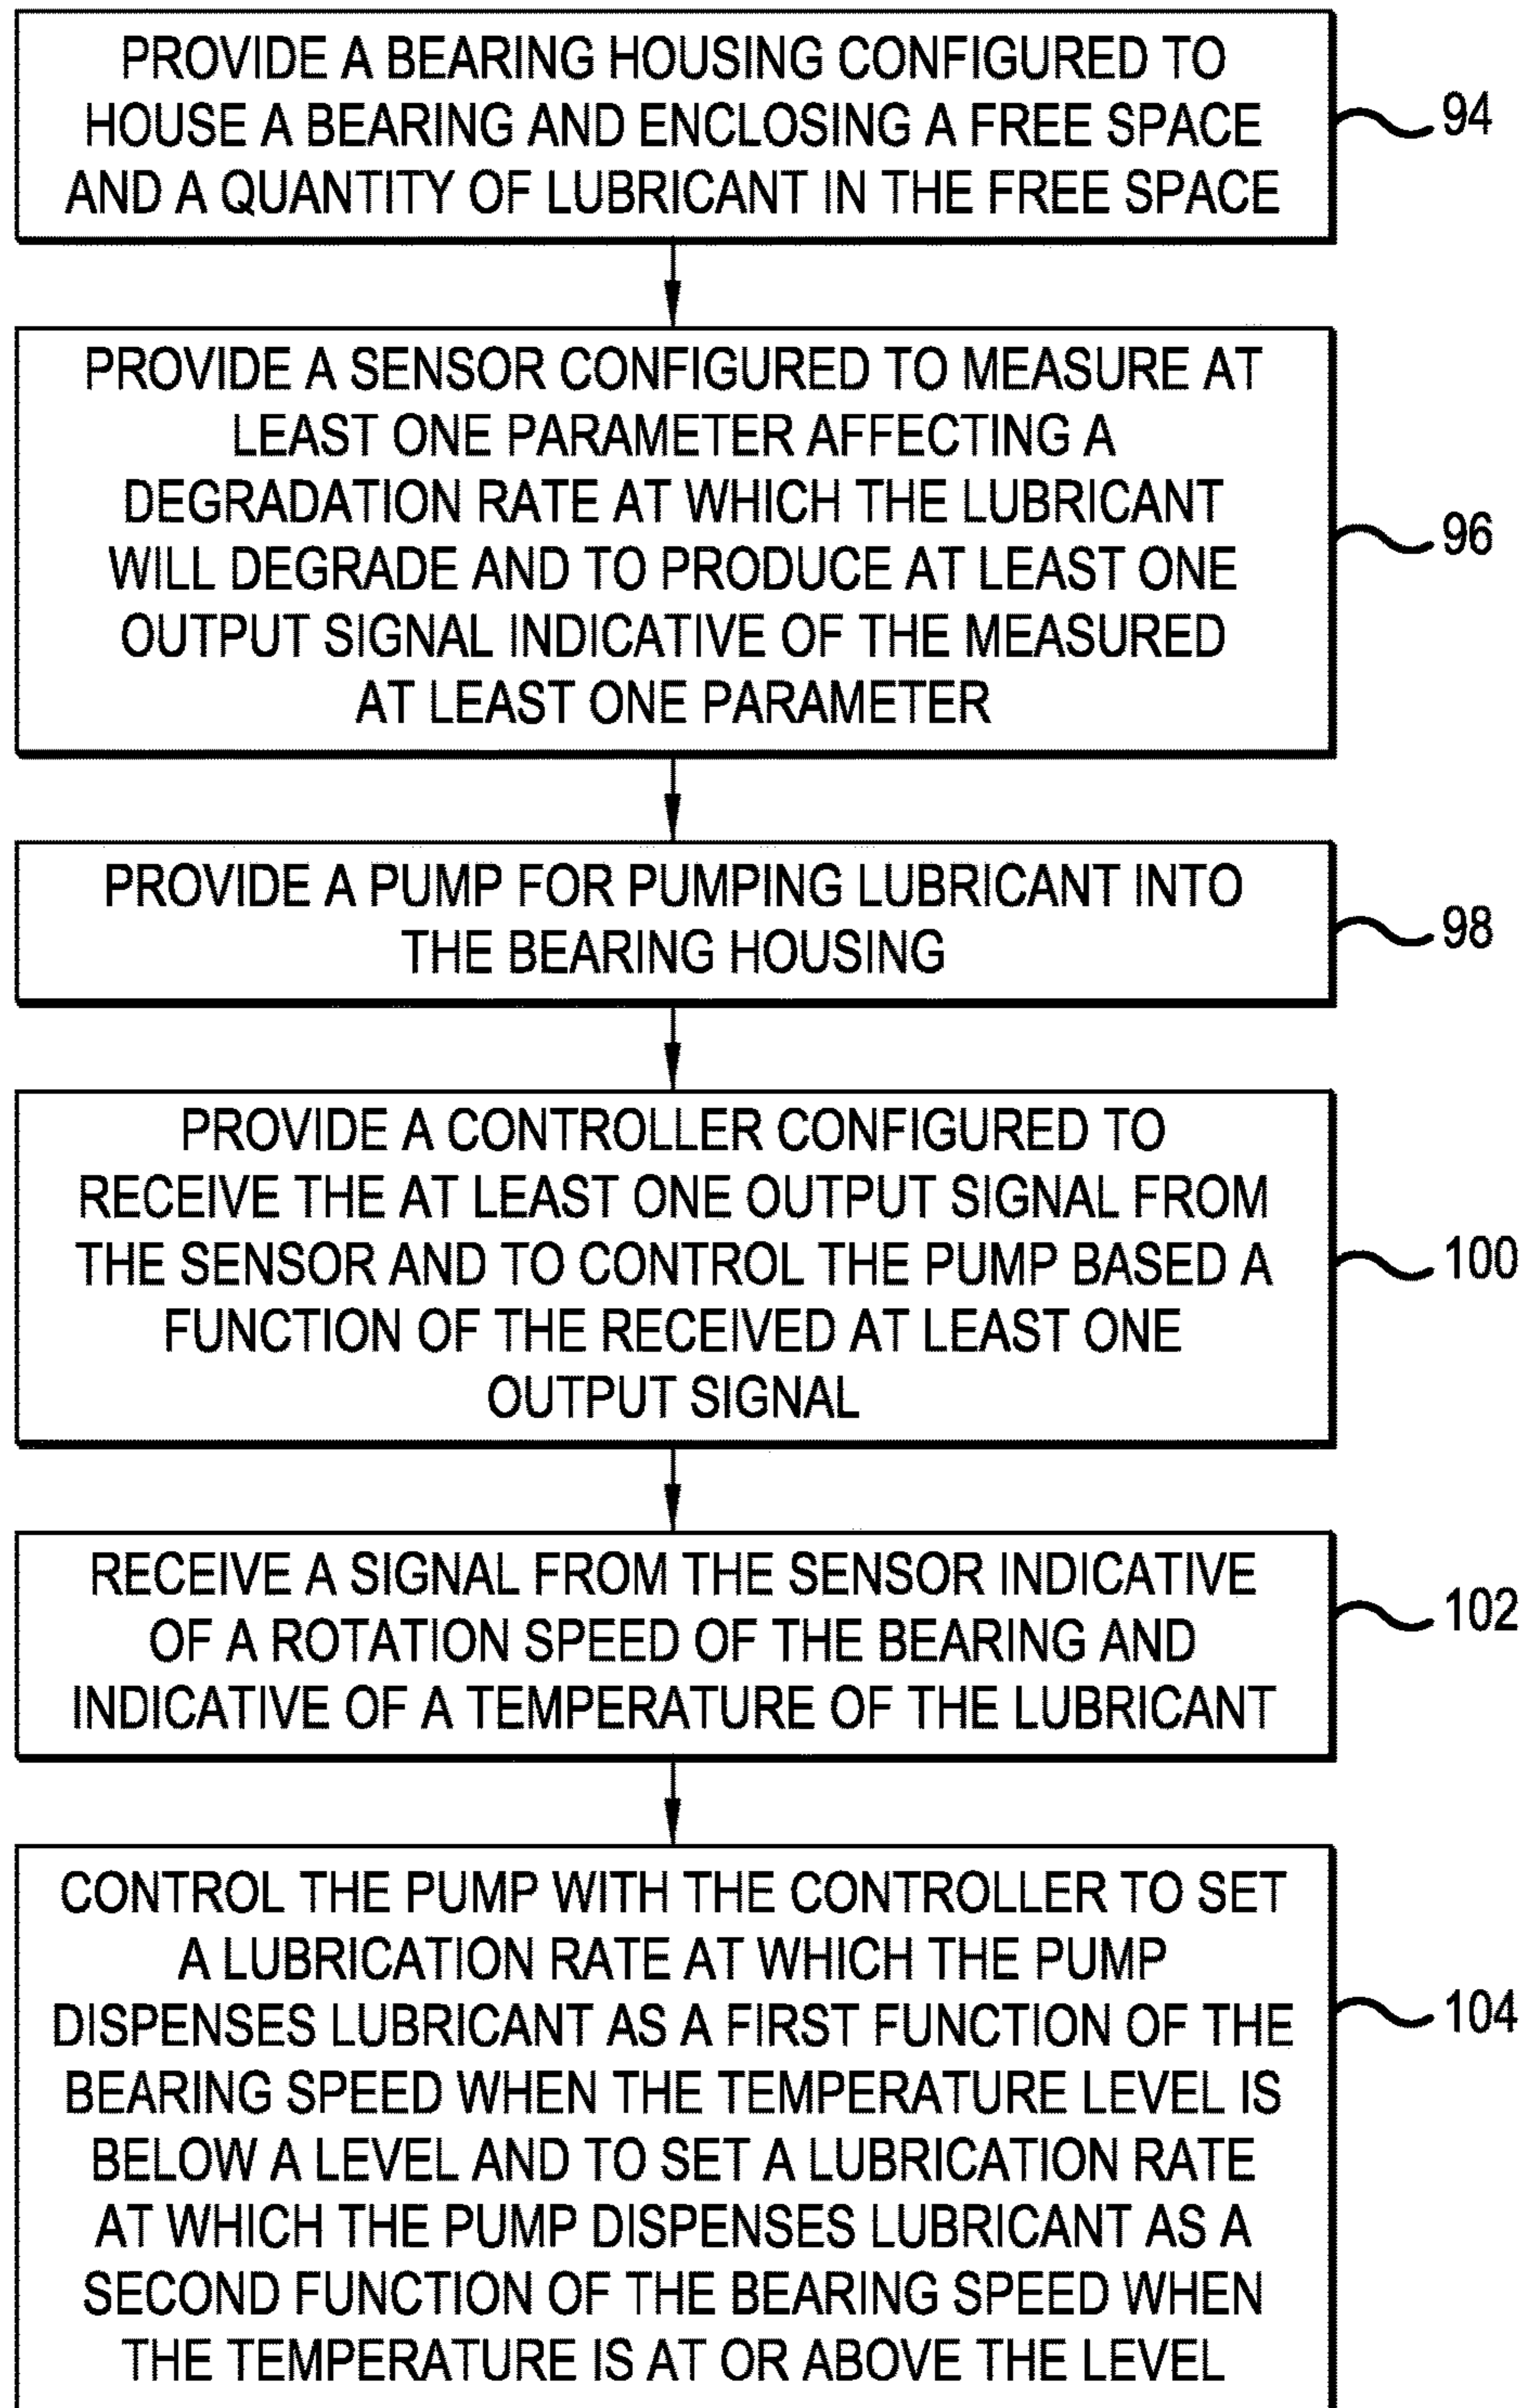 PROVIDE A BEARING HOUSING CONFIGURED TO
HOUSE A BEARING AND ENCLOSING A FREE SPACE
AND A QUANTITY OF LUBRICANT IN THE FREE SPACE
94
PROVIDE A SENSOR CONFIGURED TO MEASURE AT
LEAST ONE PARAMETER AFFECTING A
DEGRADATION RATE AT WHICH THE LUBRICANT
WILL DEGRADE AND TO PRODUCE AT LEAST ONE
OUTPUT SIGNAL INDICATIVE OF THE MEASURED
AT LEAST ONE PARAMETER
96
PROVIDE A PUMP FOR PUMPING LUBRICANT INTO
THE BEARING HOUSING
98
PROVIDE A CONTROLLER CONFIGURED TO
RECEIVE THE AT LEAST ONE OUTPUT SIGNAL FROM
THE SENSOR AND TO CONTROL THE PUMP BASED A
FUNCTION OF THE RECEIVED AT LEAST ONE
OUTPUT SIGNAL
100
RECEIVE A SIGNAL FROM THE SENSOR INDICATIVE
OF A ROTATION SPEED OF THE BEARING AND
INDICATIVE OF A TEMPERATURE OF THE LUBRICANT
102
CONTROL THE PUMP WITH THE CONTROLLER TO SET
A LUBRICATION RATE AT WHICH THE PUMP
DISPENSES LUBRICANT AS A FIRST FUNCTION OF THE
BEARING SPEED WHEN THE TEMPERATURE LEVEL IS
BELOW A LEVEL AND TO SET A LUBRICATION RATE
AT WHICH THE PUMP DISPENSES LUBRICANT AS A
SECOND FUNCTION OF THE BEARING SPEED WHEN
THE TEMPERATURE IS AT OR ABOVE THE LEVEL
104